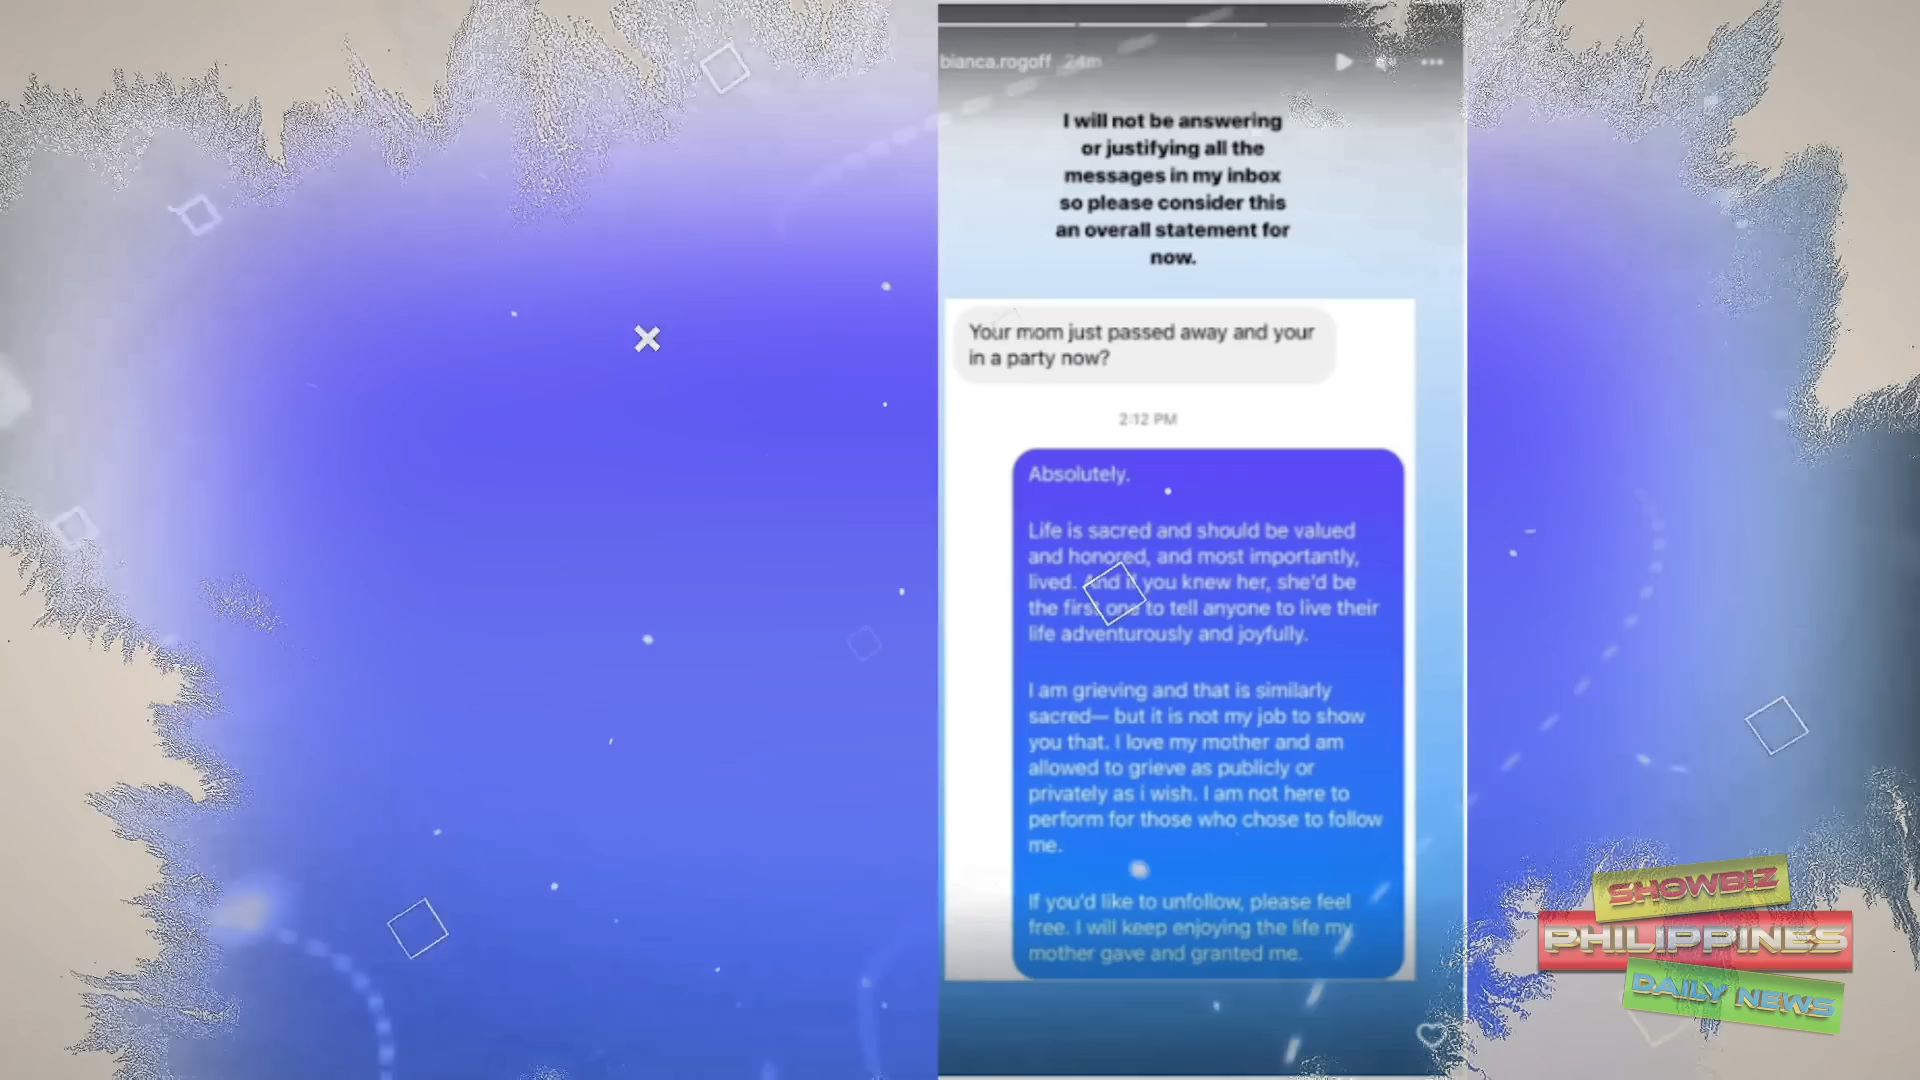 bianca.rogoff 24m
I will not be answering
or justifying all the
messages in my inbox
so please consider this
an overall statement for
now.
Your mom just passed away and your
in a party now?
2:12 PM
Absolutely.
Life is sacred and should be valued
and honored, and most importantly,
lived. And if you knew her, she'd be
the first one to tell anyone to live their
life adventurously and joyfully.
I am grieving and that is similarly
sacred— but it is not my job to show
you that. I love my mother and am
allowed to grieve as publicly or
privately as i wish. I am not here to
perform for those who chose to follow
me.
If you'd like to unfollow, please feel
free. I will keep enjoying the life my
mother gave and granted me.
SHOWBIZ
PHILIPPINES
DAILY NEWS